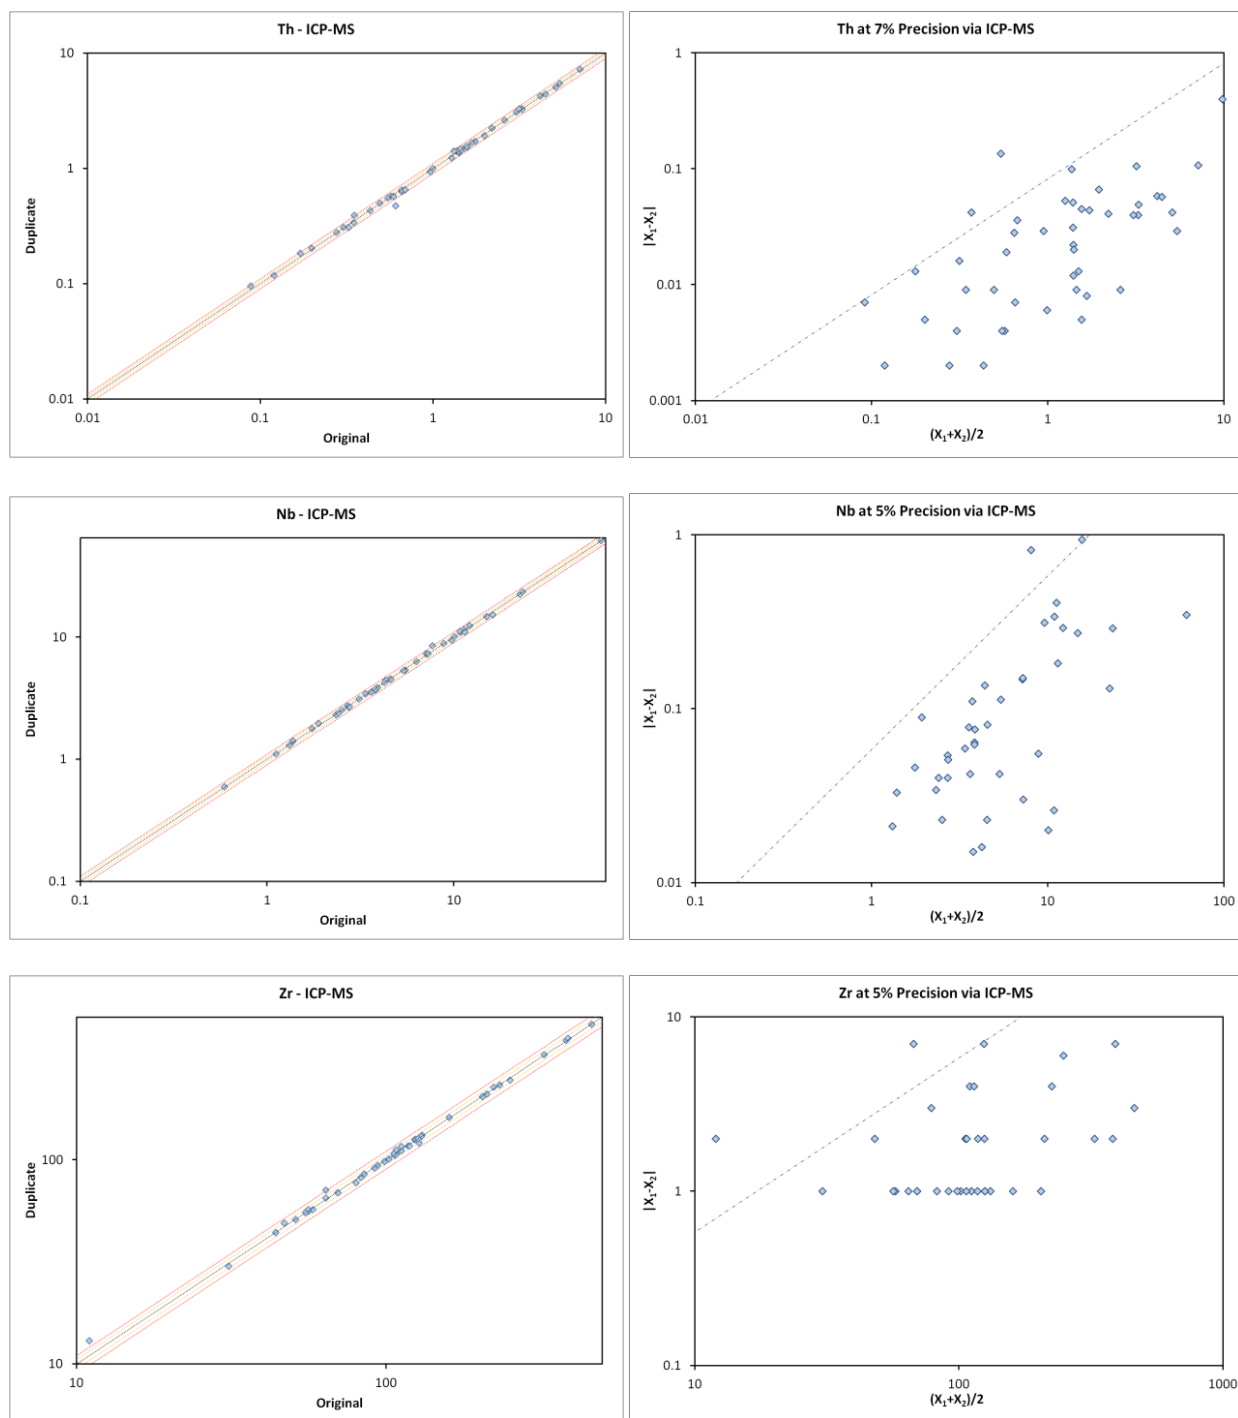 Th - ICP-MS
10
1
0.1
0.01
Duplicate
0.01
0.1
1
10
Original
Th at 7% Precision via ICP-MS
1
0.1
0.01
0.001
|X₁-X₂|
0.01
0.1
1
10
(X₁+X₂)/2
Nb - ICP-MS
10
1
0.1
Duplicate
0.1
1
10
Original
Nb at 5% Precision via ICP-MS
1
0.1
0.01
|X₁-X₂|
0.1
1
10
100
(X₁+X₂)/2
Zr - ICP-MS
100
10
Duplicate
10
100
Original
Zr at 5% Precision via ICP-MS
10
1
0.1
|X₁-X₂|
10
100
1000
(X₁+X₂)/2